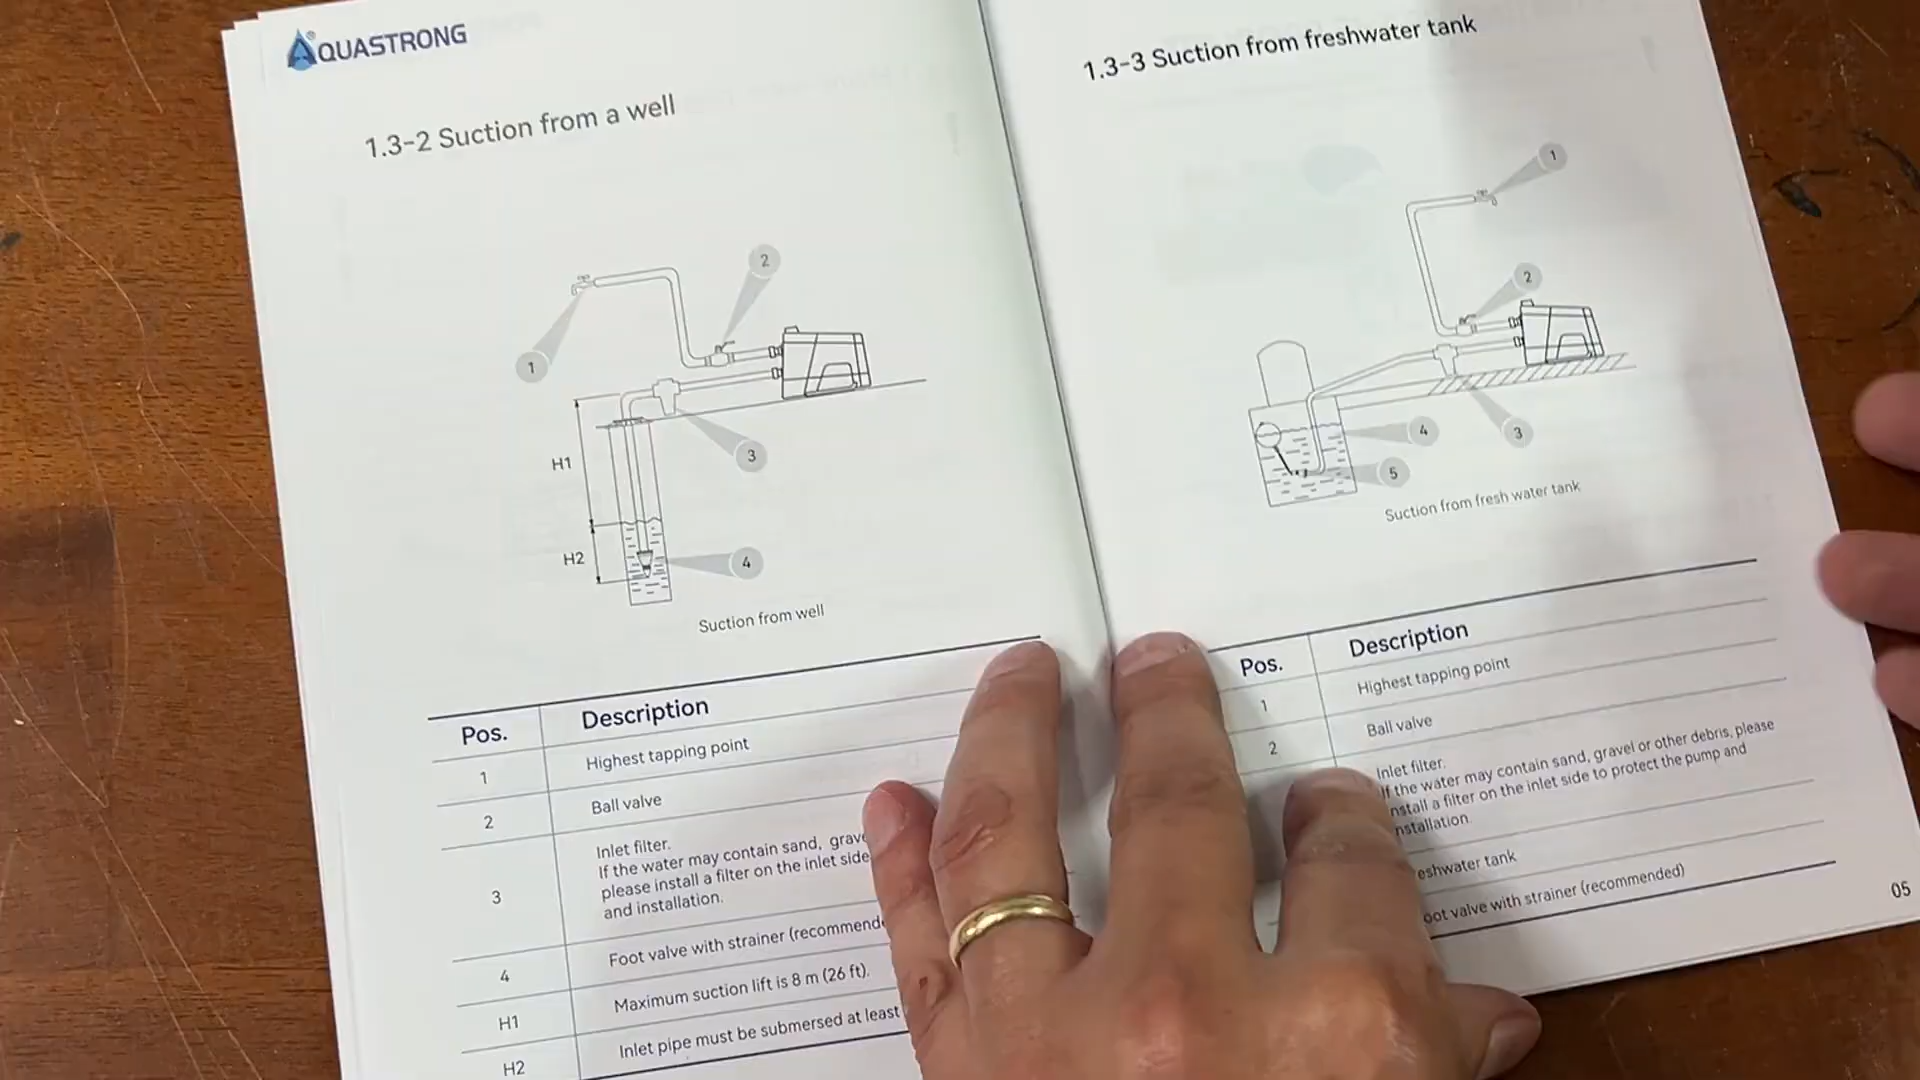 AQUASTRONG
1.3-2 Suction from a well
2
1
3
H1
H2
4
Suction from well
Pos.
Description
1
Highest tapping point
2
Ball valve
3
Inlet filter.
If the water may contain sand,
please install a filter on the inlet side
and installation.
4
Foot valve with strainer
H1
Maximum suction lift is 8 m (26 ft).
H2
Inlet pipe must be submersed at least
1.3-3 Suction from freshwater tank
1
2
4
3
5
Suction from fresh water tank
Pos.
Description
1
Highest tapping point
2
Ball valve
Inlet filter.
If the water may contain sand, gravel or other debris, please
a filter on the inlet side to protect the pump and
tank
valve with strainer (recommended)
05